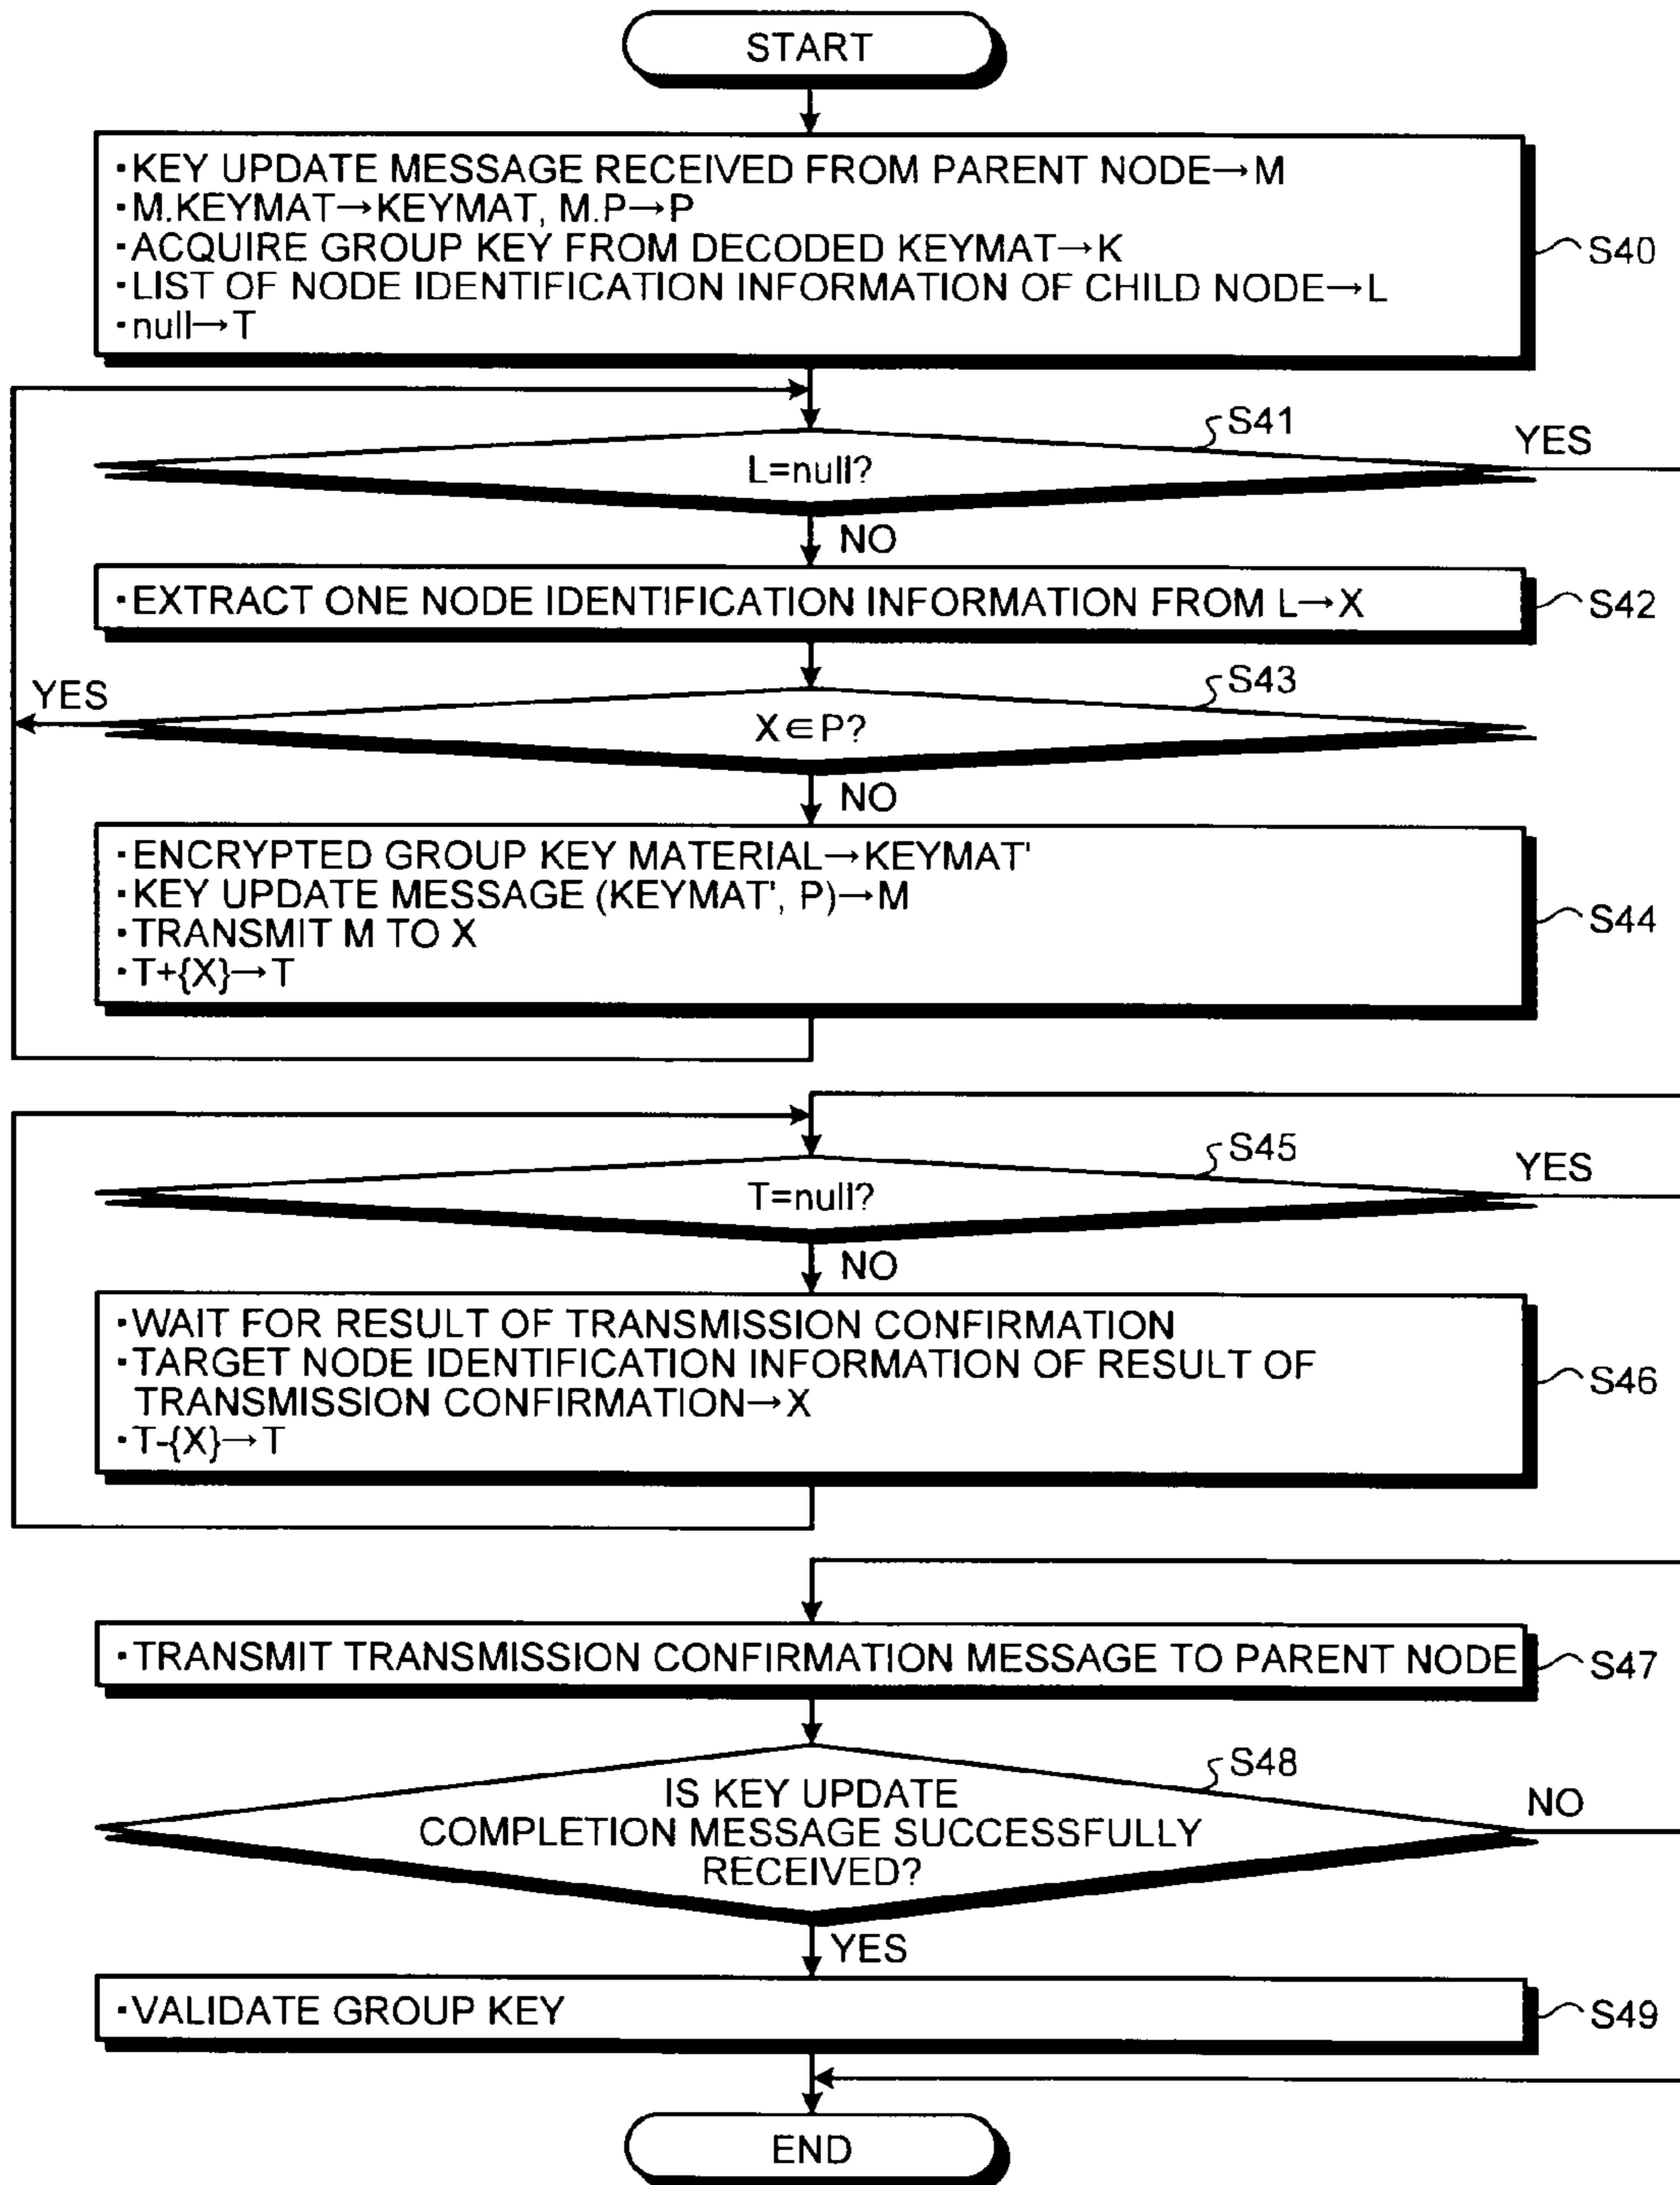 START
·KEY UPDATE MESSAGE RECEIVED FROM PARENT NODE→M
·M.KEYMAT→KEYMAT, M.P→P
·ACQUIRE GROUP KEY FROM DECODED KEYMAT→K
·LIST OF NODE IDENTIFICATION INFORMATION OF CHILD NODE→L
·null→T
S40
S41
YES
L=null?
NO
·EXTRACT ONE NODE IDENTIFICATION INFORMATION FROM L→X
S42
YES
S43
X∈P?
NO
·ENCRYPTED GROUP KEY MATERIAL→KEYMAT'
·KEY UPDATE MESSAGE (KEYMAT', P)→M
·TRANSMIT M TO X
·T+{X}→T
S44
S45
YES
T=null?
NO
·WAIT FOR RESULT OF TRANSMISSION CONFIRMATION
·TARGET NODE IDENTIFICATION INFORMATION OF RESULT OF
TRANSMISSION CONFIRMATION→X
·T-{X}→T
S46
·TRANSMIT TRANSMISSION CONFIRMATION MESSAGE TO PARENT NODE
S47
S48
IS KEY UPDATE
COMPLETION MESSAGE SUCCESSFULLY
RECEIVED?
NO
YES
·VALIDATE GROUP KEY
S49
END